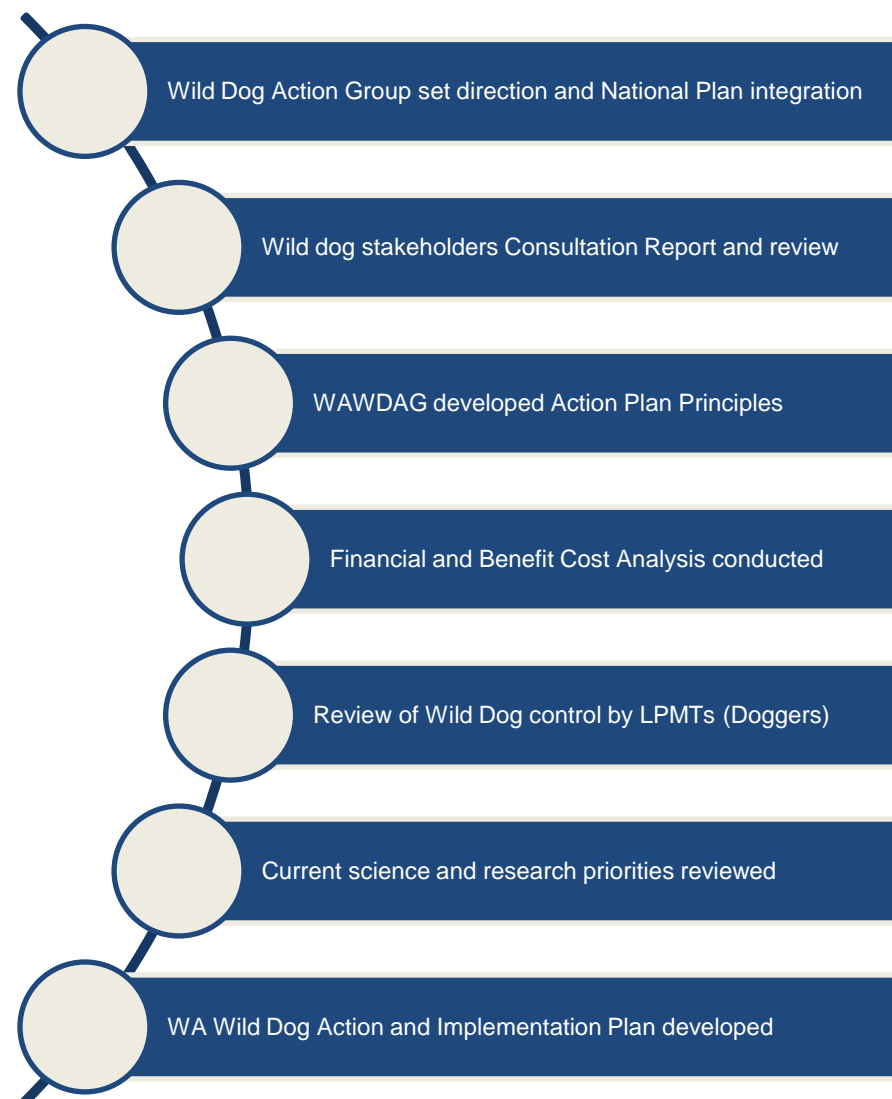 Wild Dog Action Group set direction and National Plan integration
Wild dog stakeholders Consultation Report and review
WAWDAG developed Action Plan Principles
Financial and Benefit Cost Analysis conducted
Review of Wild Dog control by LPMTs (Doggers)
Current science and research priorities reviewed
WA Wild Dog Action and Implementation Plan developed